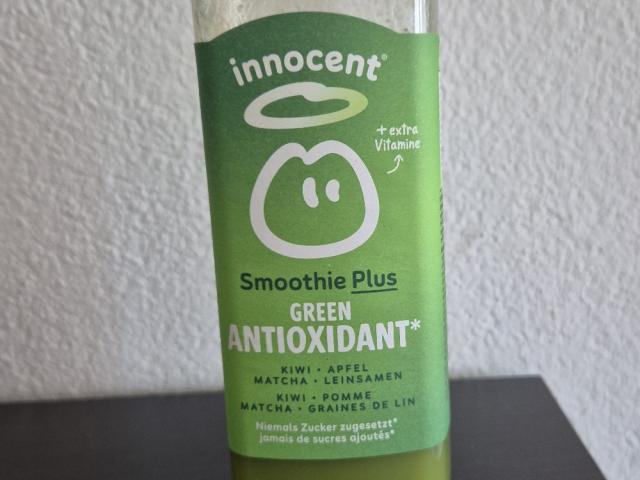 innocent®
+ extra
Vitamine
Smoothie Plus
GREEN
ANTIOXIDANT*
KIWI • APFEL
MATCHA • LEINSAMEN
KIWI • POMME
MATCHA • GRAINES DE LIN
Niemals Zucker zugesetzt*
jamais de sucres ajoutés*